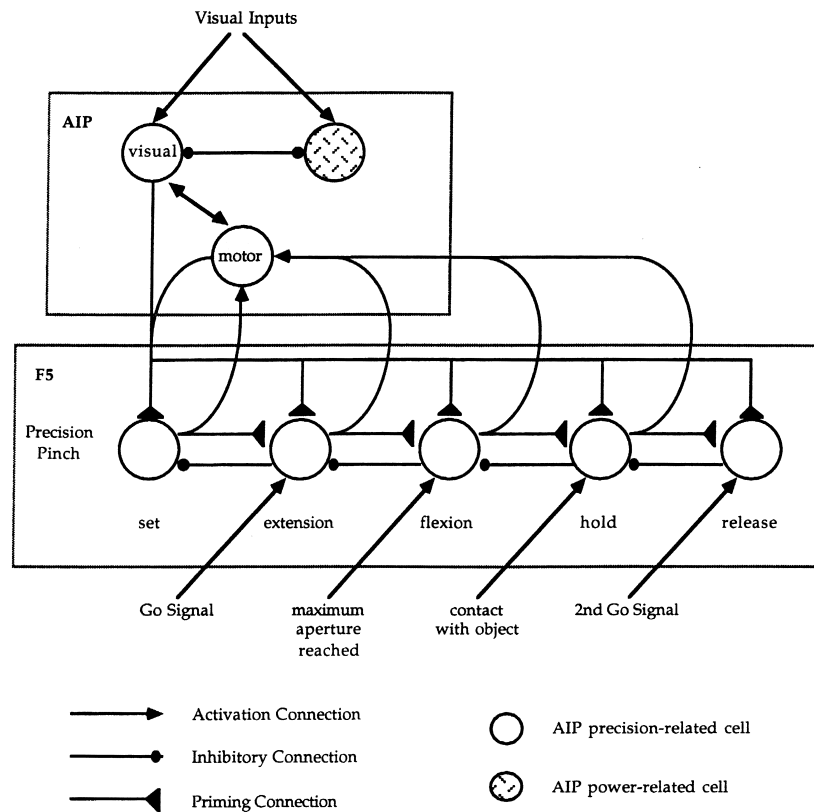 Visual Inputs
AIP
visual
motor
F5
Precision
Pinch
set
extension
flexion
hold
release
Go Signal
maximum
aperture
reached
contact
with object
2nd Go Signal
Activation Connection
Inhibitory Connection
Priming Connection
AIP precision-related cell
AIP power-related cell